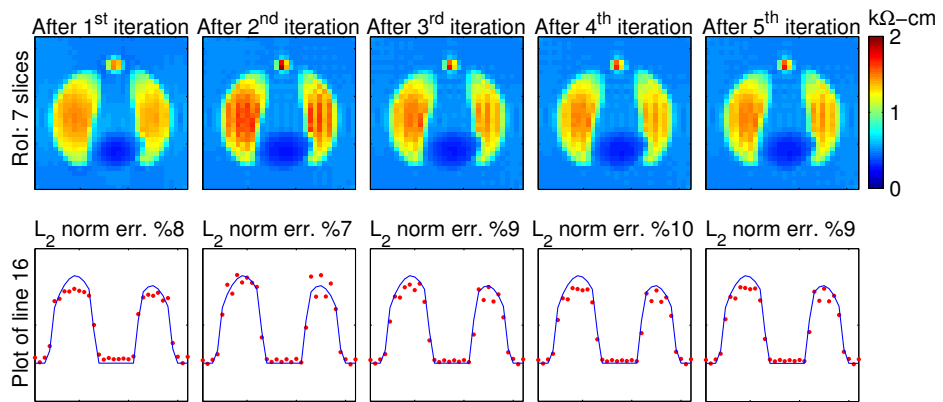 After 1st iteration
After 2nd iteration
After 3rd iteration
After 4th iteration
After 5th iteration
kΩ−cm
RoI: 7 slices
2
1
0
L2 norm err. %8
L2 norm err. %7
L2 norm err. %9
L2 norm err. %10
L2 norm err. %9
Plot of line 16